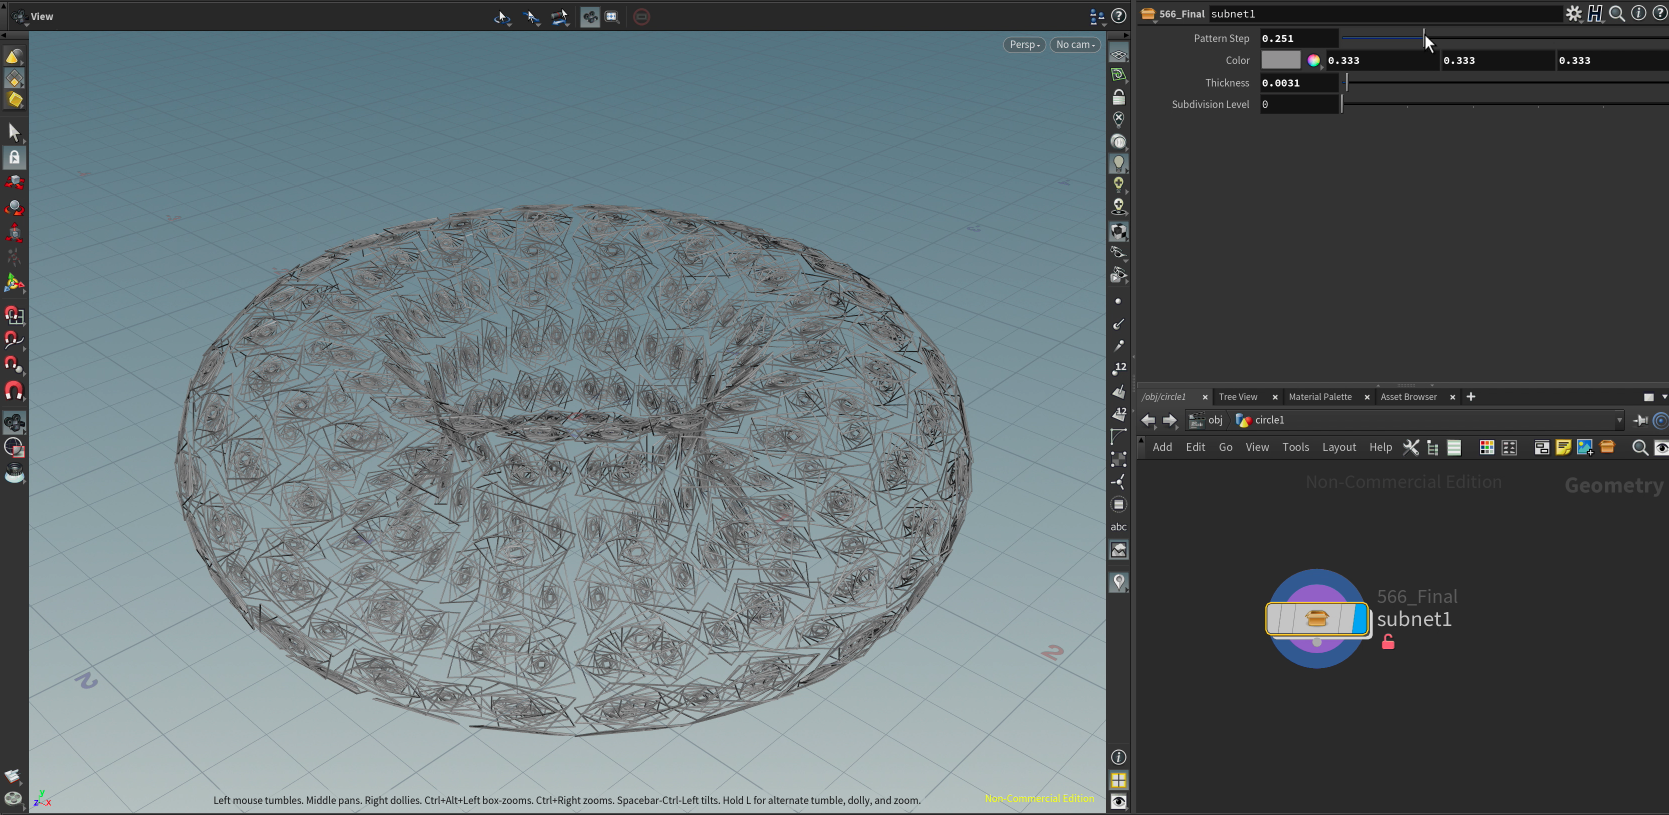 View
Persp
No cam
2
2
12
12
abc
Left mouse tumbles. Middle pans. Right dollies. Ctrl+Alt+Left box-zooms. Ctrl+Right zooms. Spacebar-Ctrl-Left tilts. Hold L for alternate tumble, dolly, and zoom.
Non-Commercial Edition
y
z x
566_Final subnet1
Pattern Step 0.251
Color 0.333 0.333 0.333
Thickness 0.0031
Subdivision Level 0
/obj/circle1 Tree View Material Palette Asset Browser
obj circle1
Add Edit Go View Tools Layout Help
Non-Commercial Edition Geometry
566_Final
subnet1